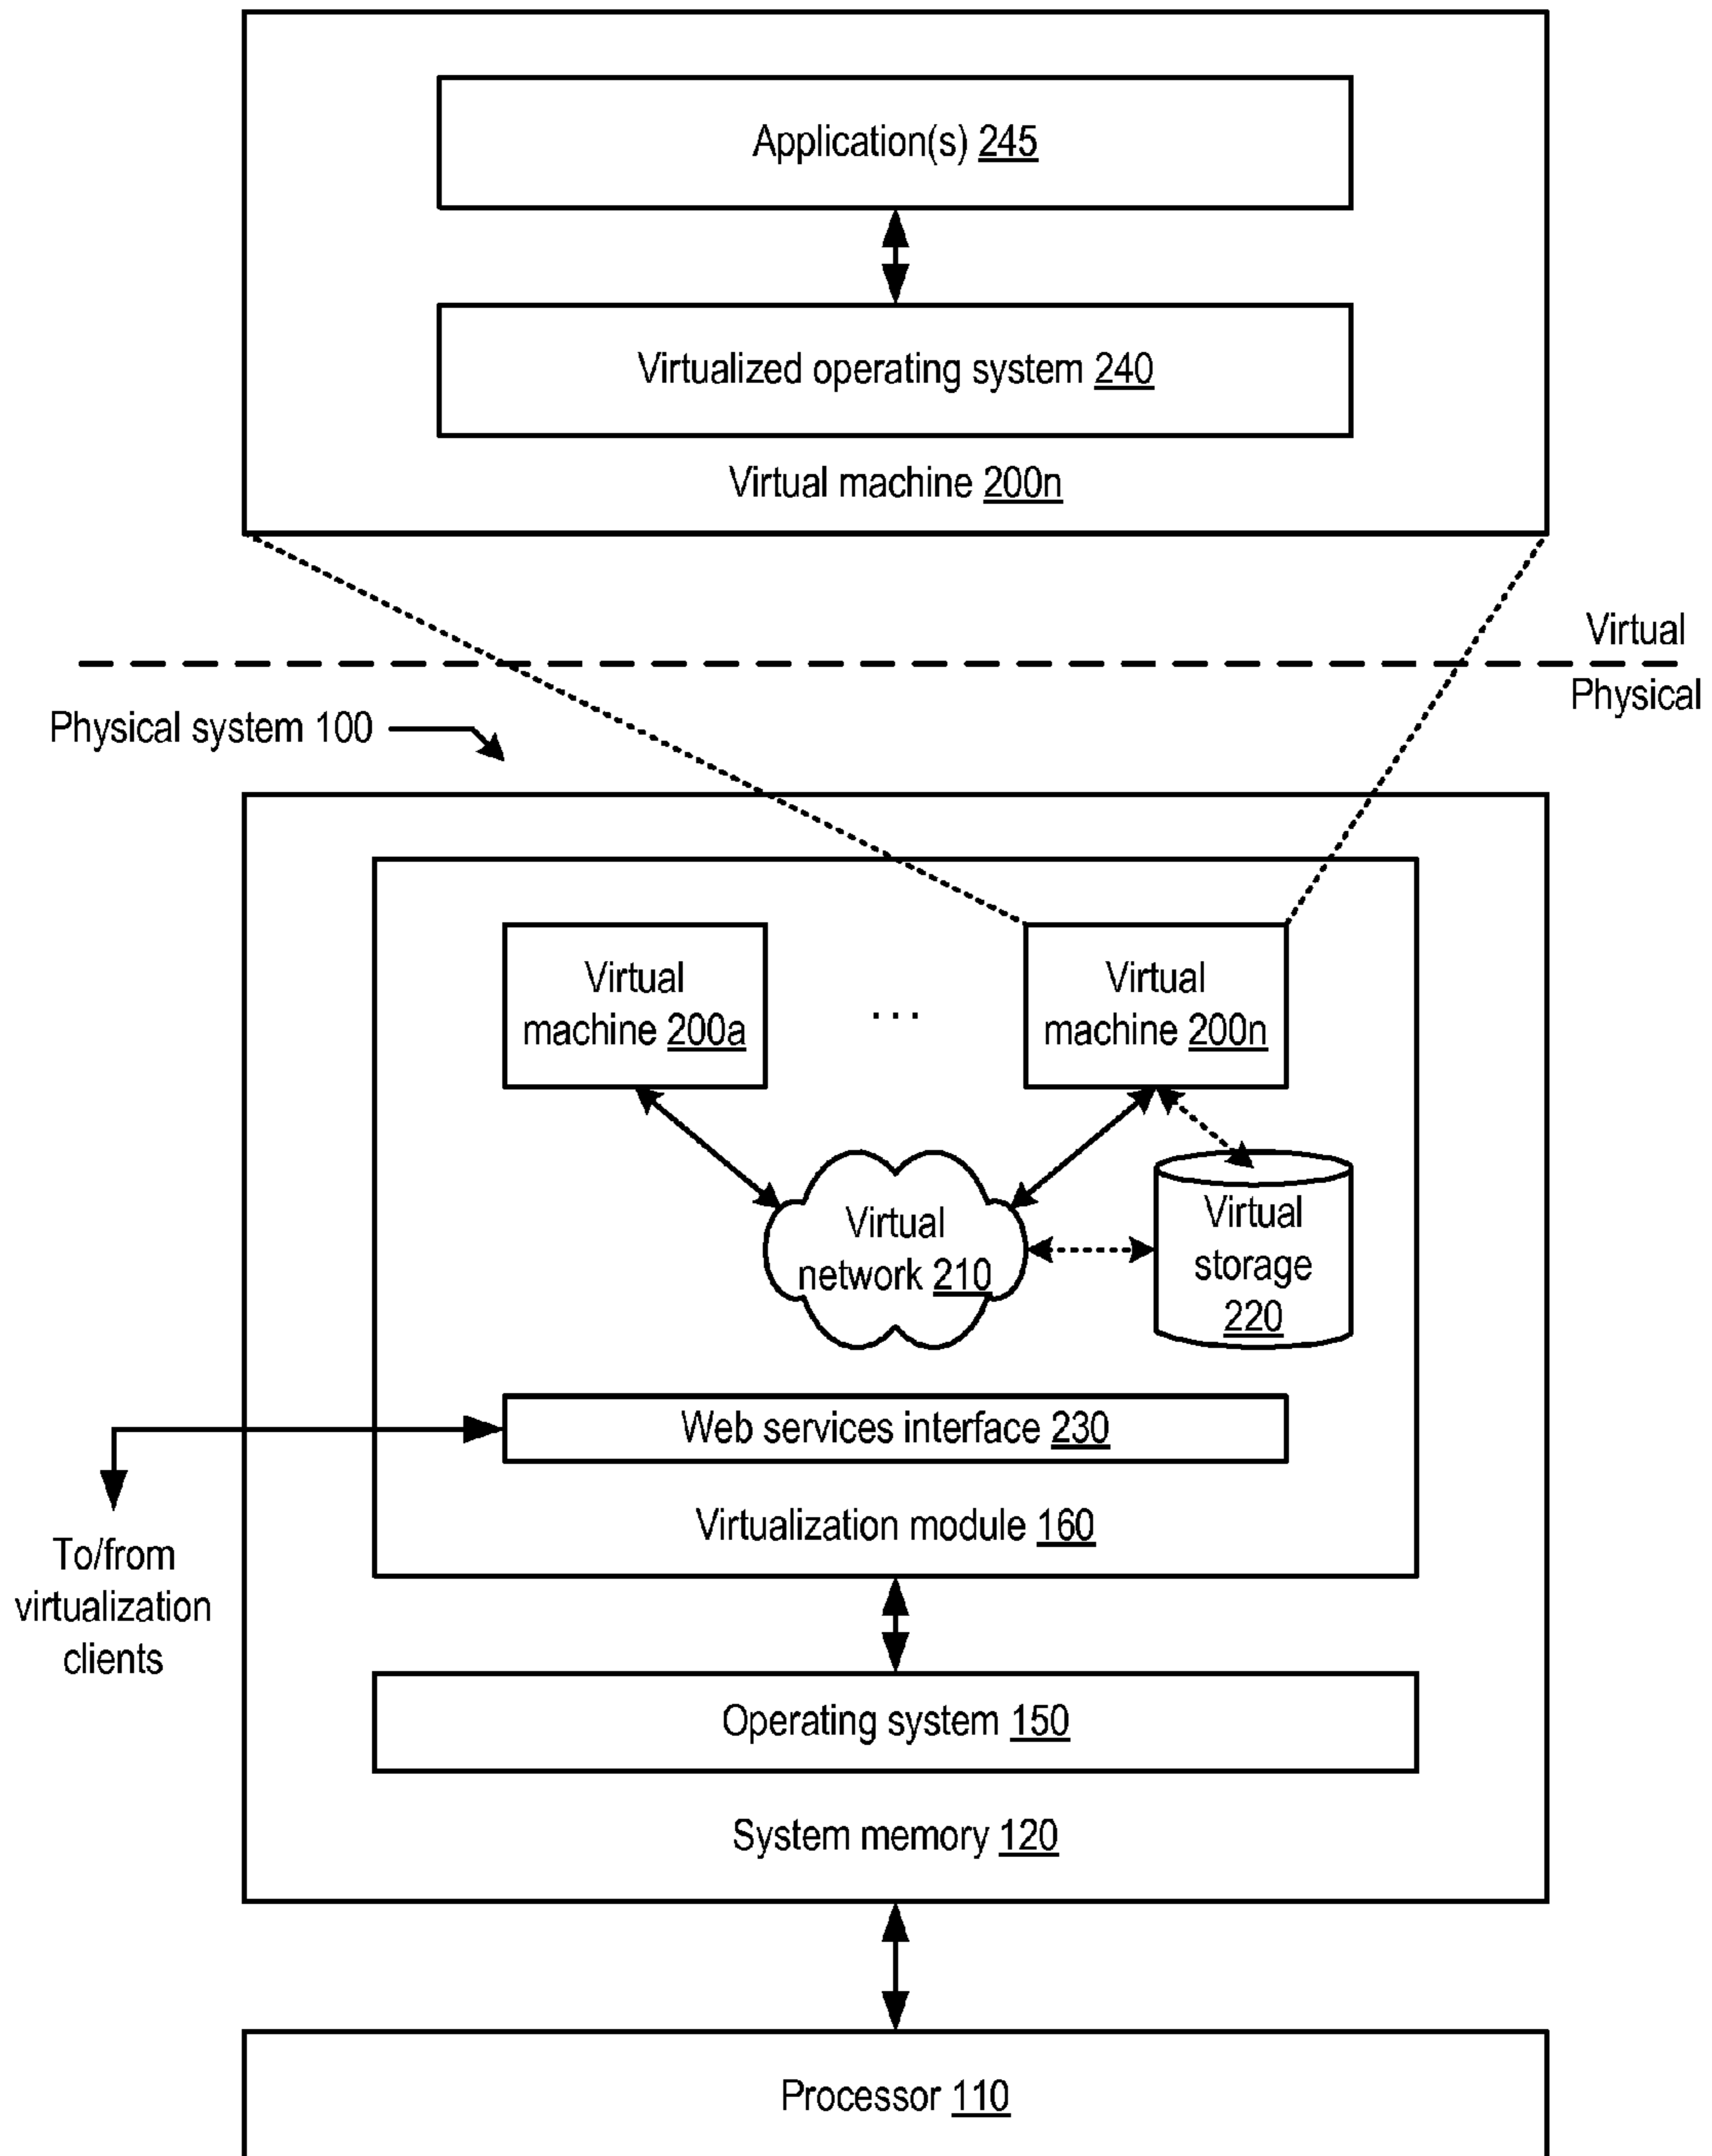 Application(s) 245
Virtualized operating system 240
Virtual machine 200n
Virtual
Physical
Physical system 100
Virtual
machine 200a
...
Virtual
machine 200n
Virtual
network 210
Virtual
storage
220
Web services interface 230
Virtualization module 160
To/from
virtualization
clients
Operating system 150
System memory 120
Processor 110